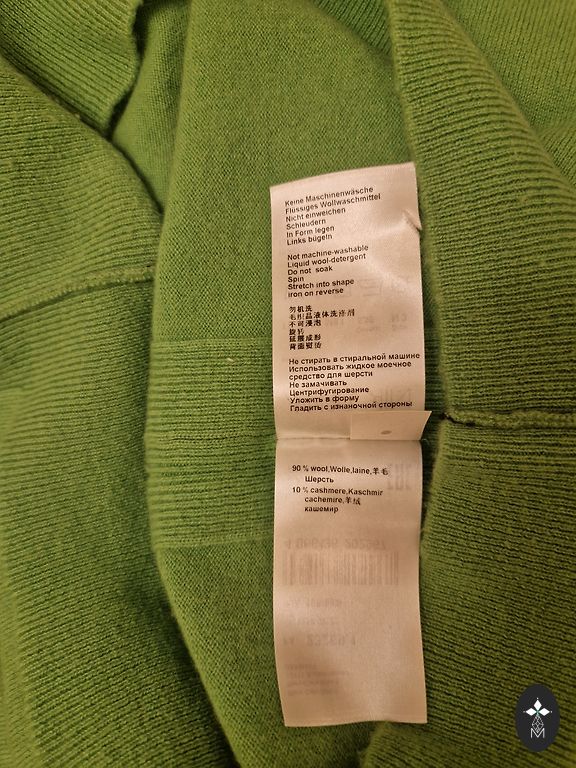 Keine Maschinenwäsche
Flüssiges Wollwaschmittel
Nicht einweichen
Schleudern
In Form legen
Links bügeln
Not machine-washable
Liquid wool-detergent
Do not soak
Spin
Stretch into shape
iron on reverse
勿机洗
毛织品液体洗涤剂
不可浸泡
旋转
延展成形
背面熨烫
Не стирать в стиральной машине
Использовать жидкое моечное
средство для шерсти
Не замачивать
Центрифугирование
Уложить в форму
Гладить с изнаночной стороны
90 % wool,Wolle,laine,羊毛
Шерсть
10 % cashmere,Kaschmir
cachemire,羊绒
кашемир
M